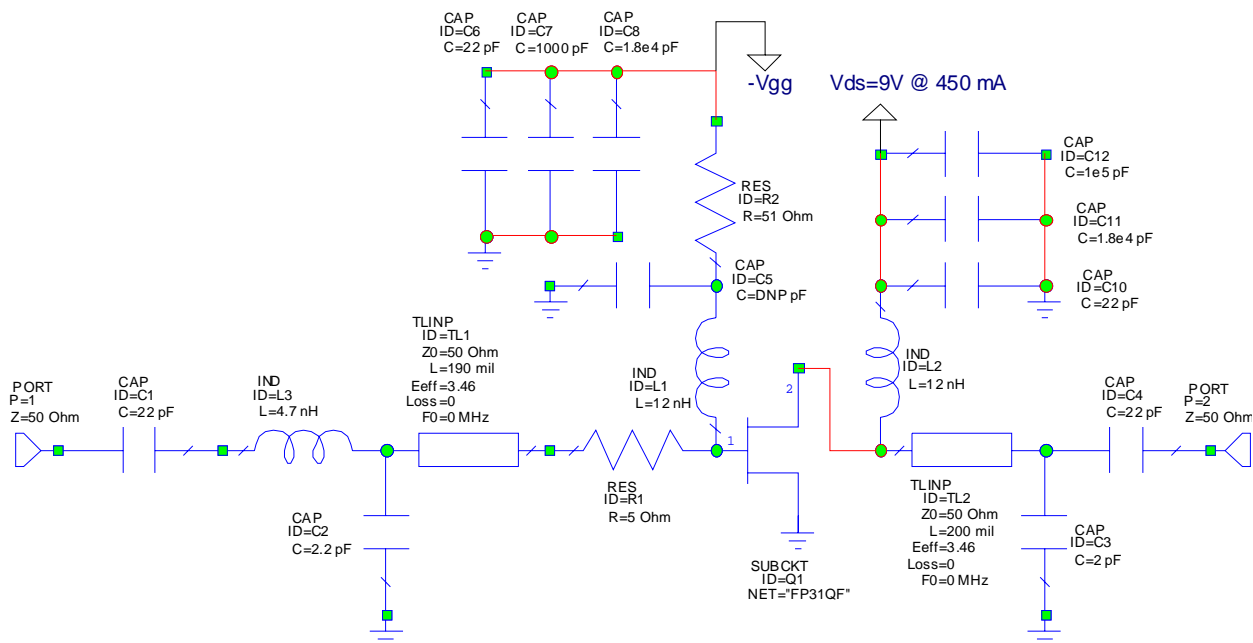 CAP
ID=C6
C=22 pF
CAP
ID=C7
C=1000 pF
CAP
ID=C8
C=1.8e4 pF
-Vgg
Vds=9V @ 450 mA
CAP
ID=C12
C=1e5 pF
CAP
ID=C11
C=1.8e4 pF
CAP
ID=C10
C=22 pF
RES
ID=R2
R=51 Ohm
CAP
ID=C5
C=DNP pF
TLINP
ID=TL1
Z0=50 Ohm
L=190 mil
Eeff=3.46
Loss=0
F0=0 MHz
IND
ID=L1
L=12 nH
IND
ID=L2
L=12 nH
PORT
P=1
Z=50 Ohm
CAP
ID=C1
C=22 pF
IND
ID=L3
L=4.7 nH
1
2
CAP
ID=C4
C=22 pF
PORT
P=2
Z=50 Ohm
RES
ID=R1
R=5 Ohm
CAP
ID=C2
C=2.2 pF
TLINP
ID=TL2
Z0=50 Ohm
L=200 mil
Eeff=3.46
Loss=0
F0=0 MHz
CAP
ID=C3
C=2 pF
SUBCKT
ID=Q1
NET="FP31QF"